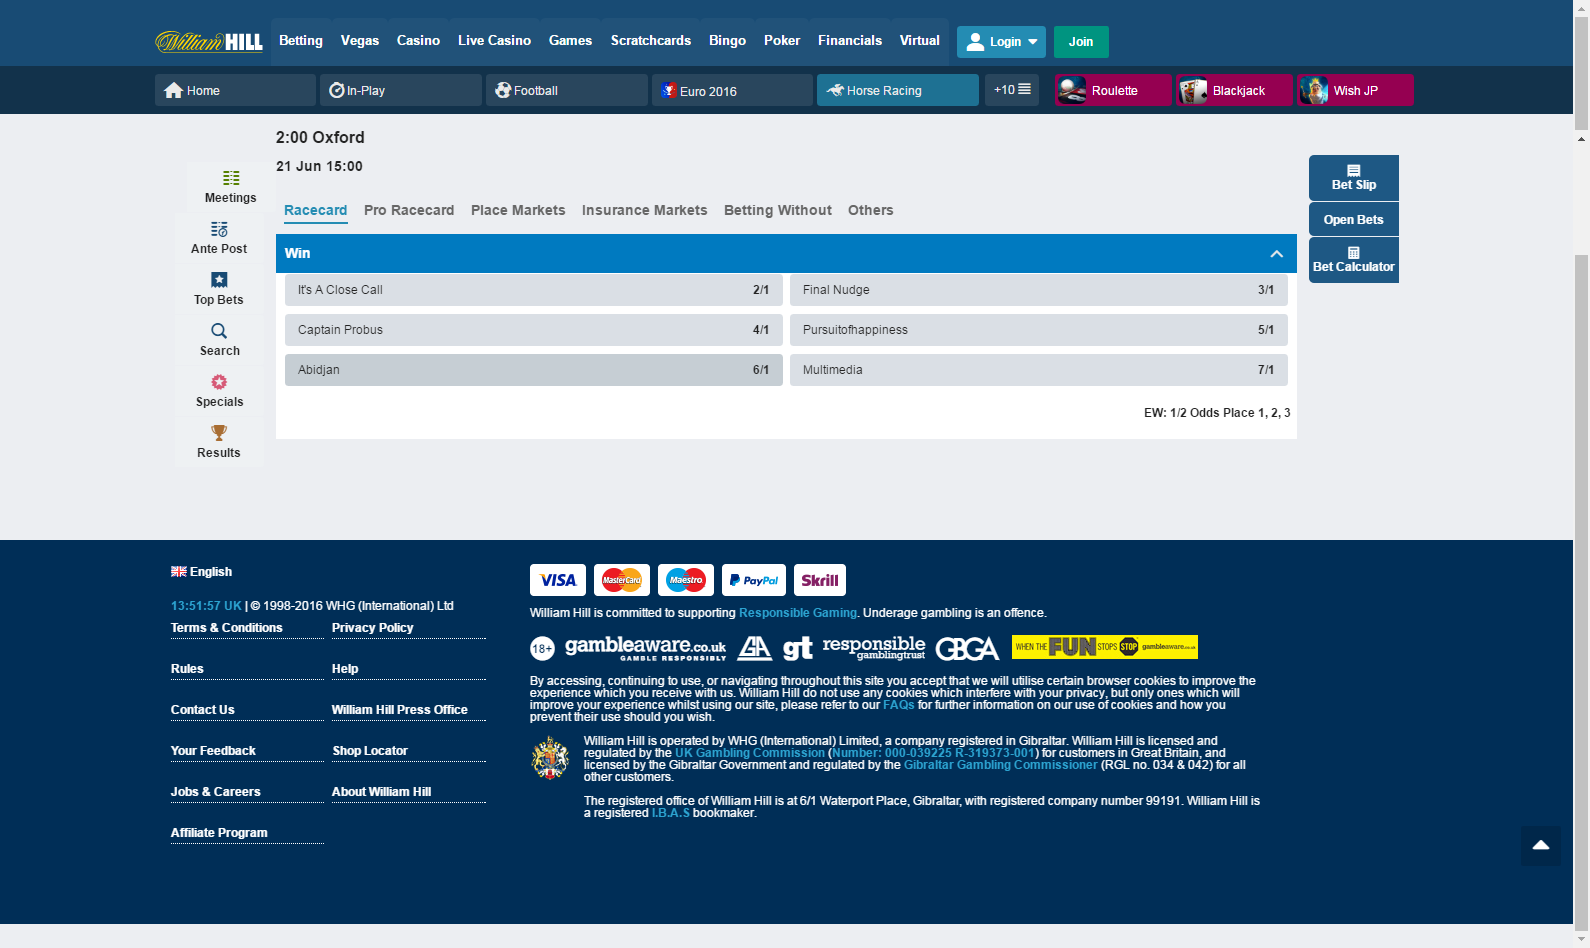 William HILL
Betting
Vegas
Casino
Live Casino
Games
Scratchcards
Bingo
Poker
Financials
Virtual
Login
Join
Home
In-Play
Football
Euro 2016
Horse Racing
+10
Roulette
Blackjack
Wish JP
2:00 Oxford
21 Jun 15:00
Meetings
Ante Post
Top Bets
Search
Specials
Results
Racecard
Pro Racecard
Place Markets
Insurance Markets
Betting Without
Others
Win
It's A Close Call 2/1
Final Nudge 3/1
Captain Probus 4/1
Pursuitofhappiness 5/1
Abidjan 6/1
Multimedia 7/1
EW: 1/2 Odds Place 1, 2, 3
Bet Slip
Open Bets
Bet Calculator
English
13:51:57 UK | © 1998-2016 WHG (International) Ltd
Terms & Conditions
Privacy Policy
Rules
Help
Contact Us
William Hill Press Office
Your Feedback
Shop Locator
Jobs & Careers
About William Hill
Affiliate Program
VISA
MasterCard
Maestro
PayPal
Skrill
William Hill is committed to supporting Responsible Gaming. Underage gambling is an offence.
18+
gambleaware.co.uk
GAMBLE RESPONSIBLY
GA
gt
responsible
gamblingtrust
GBGA
WHEN THE FUN STOPS STOP gambleaware.co.uk
By accessing, continuing to use, or navigating throughout this site you accept that we will utilise certain browser cookies to improve the
experience which you receive with us. William Hill do not use any cookies which interfere with your privacy, but only ones which will
improve your experience whilst using our site, please refer to our FAQs for further information on our use of cookies and how you
prevent their use should you wish.
William Hill is operated by WHG (International) Limited, a company registered in Gibraltar. William Hill is licensed and
regulated by the UK Gambling Commission (Number: 000-039225 R-319373-001) for customers in Great Britain, and
licensed by the Gibraltar Government and regulated by the Gibraltar Gambling Commissioner (RGL no. 034 & 042) for all
other customers.
The registered office of William Hill is at 6/1 Waterport Place, Gibraltar, with registered company number 99191. William Hill is
a registered I.B.A.S bookmaker.